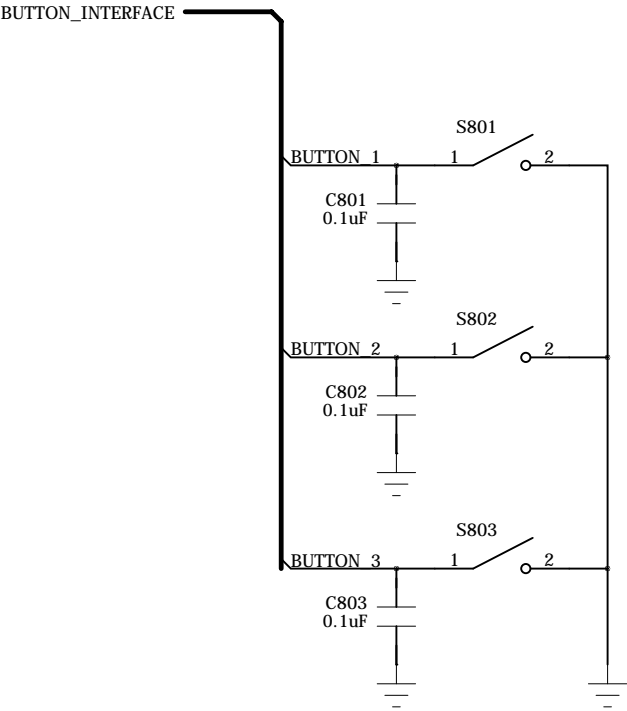 BUTTON_INTERFACE
S801
BUTTON_1 1 2
C801
0.1uF
S802
BUTTON_2 1 2
C802
0.1uF
S803
BUTTON_3 1 2
C803
0.1uF